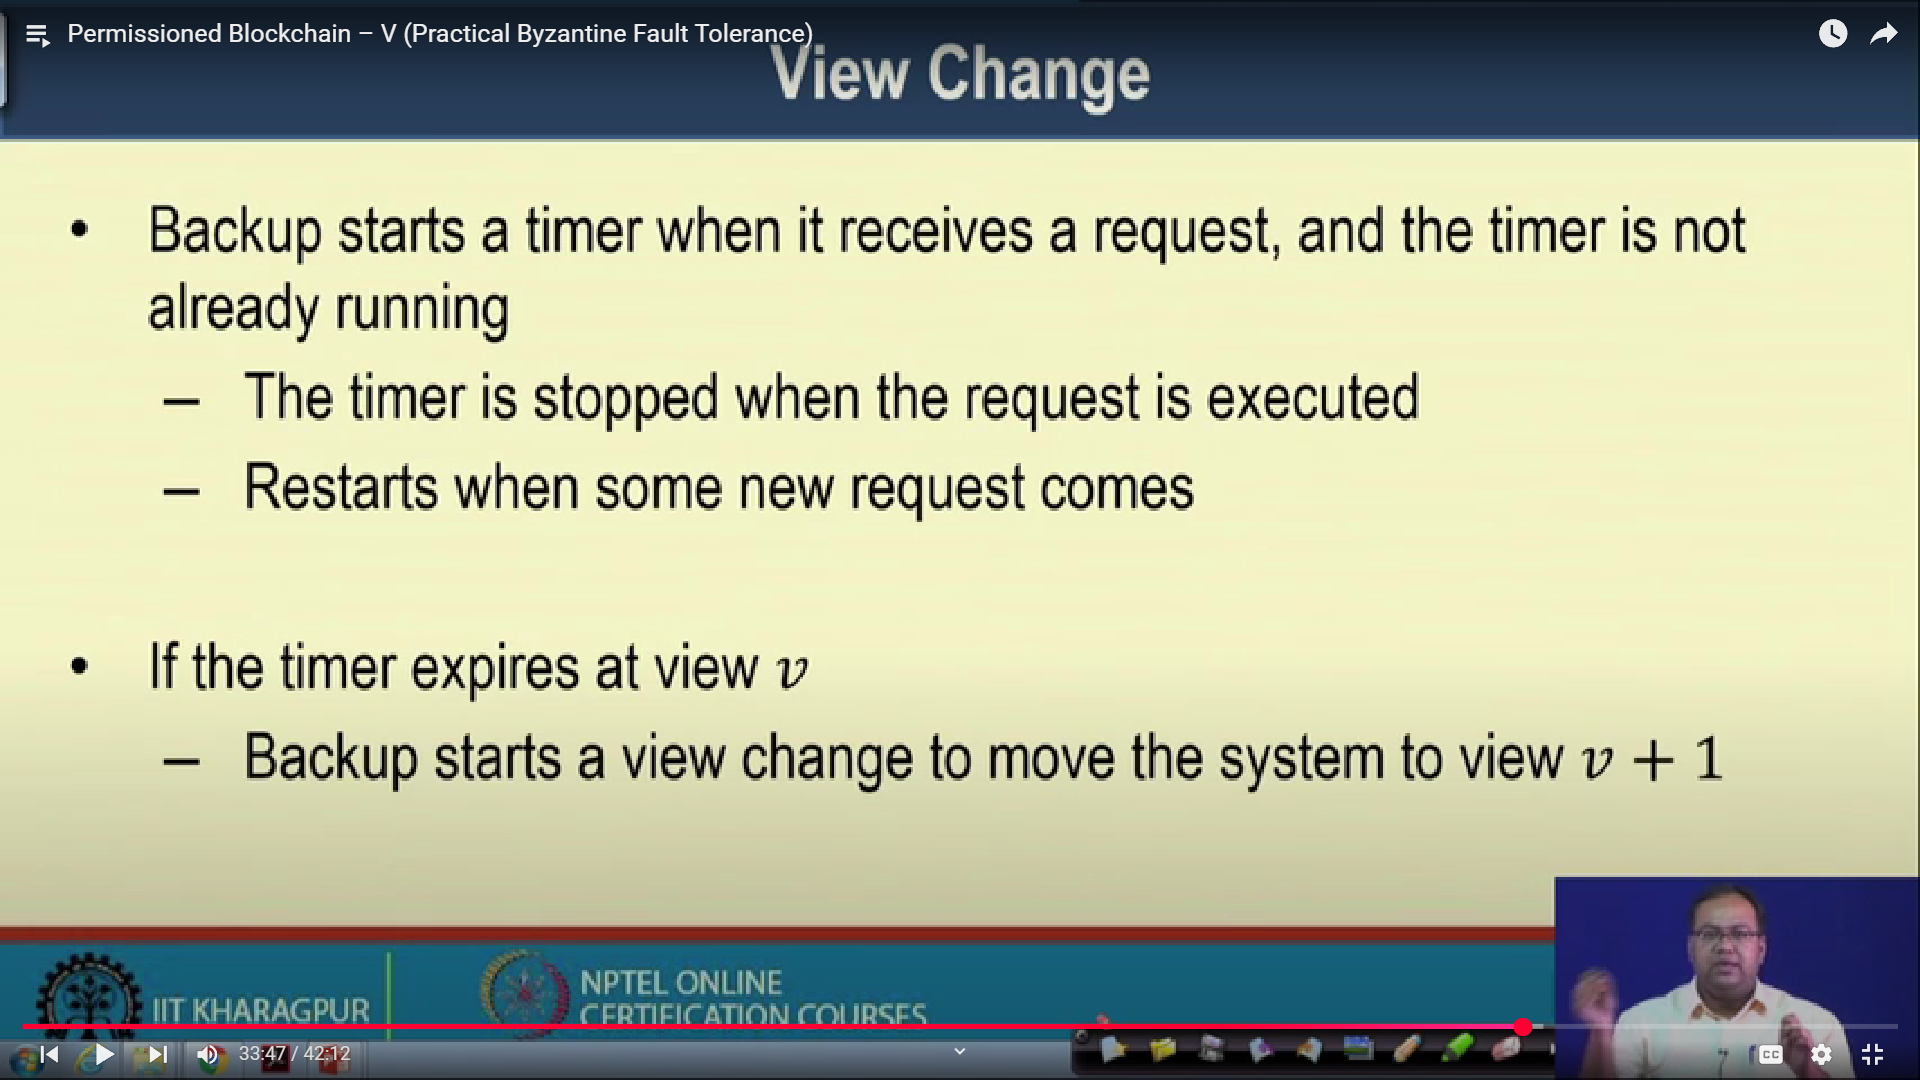 Permissioned Blockchain – V (Practical Byzantine Fault Tolerance)
View Change
• Backup starts a timer when it receives a request, and the timer is not
already running
– The timer is stopped when the request is executed
– Restarts when some new request comes
• If the timer expires at view v
– Backup starts a view change to move the system to view v + 1
IIT KHARAGPUR
NPTEL ONLINE
CERTIFICATION COURSES
33:47 / 42:12
CC